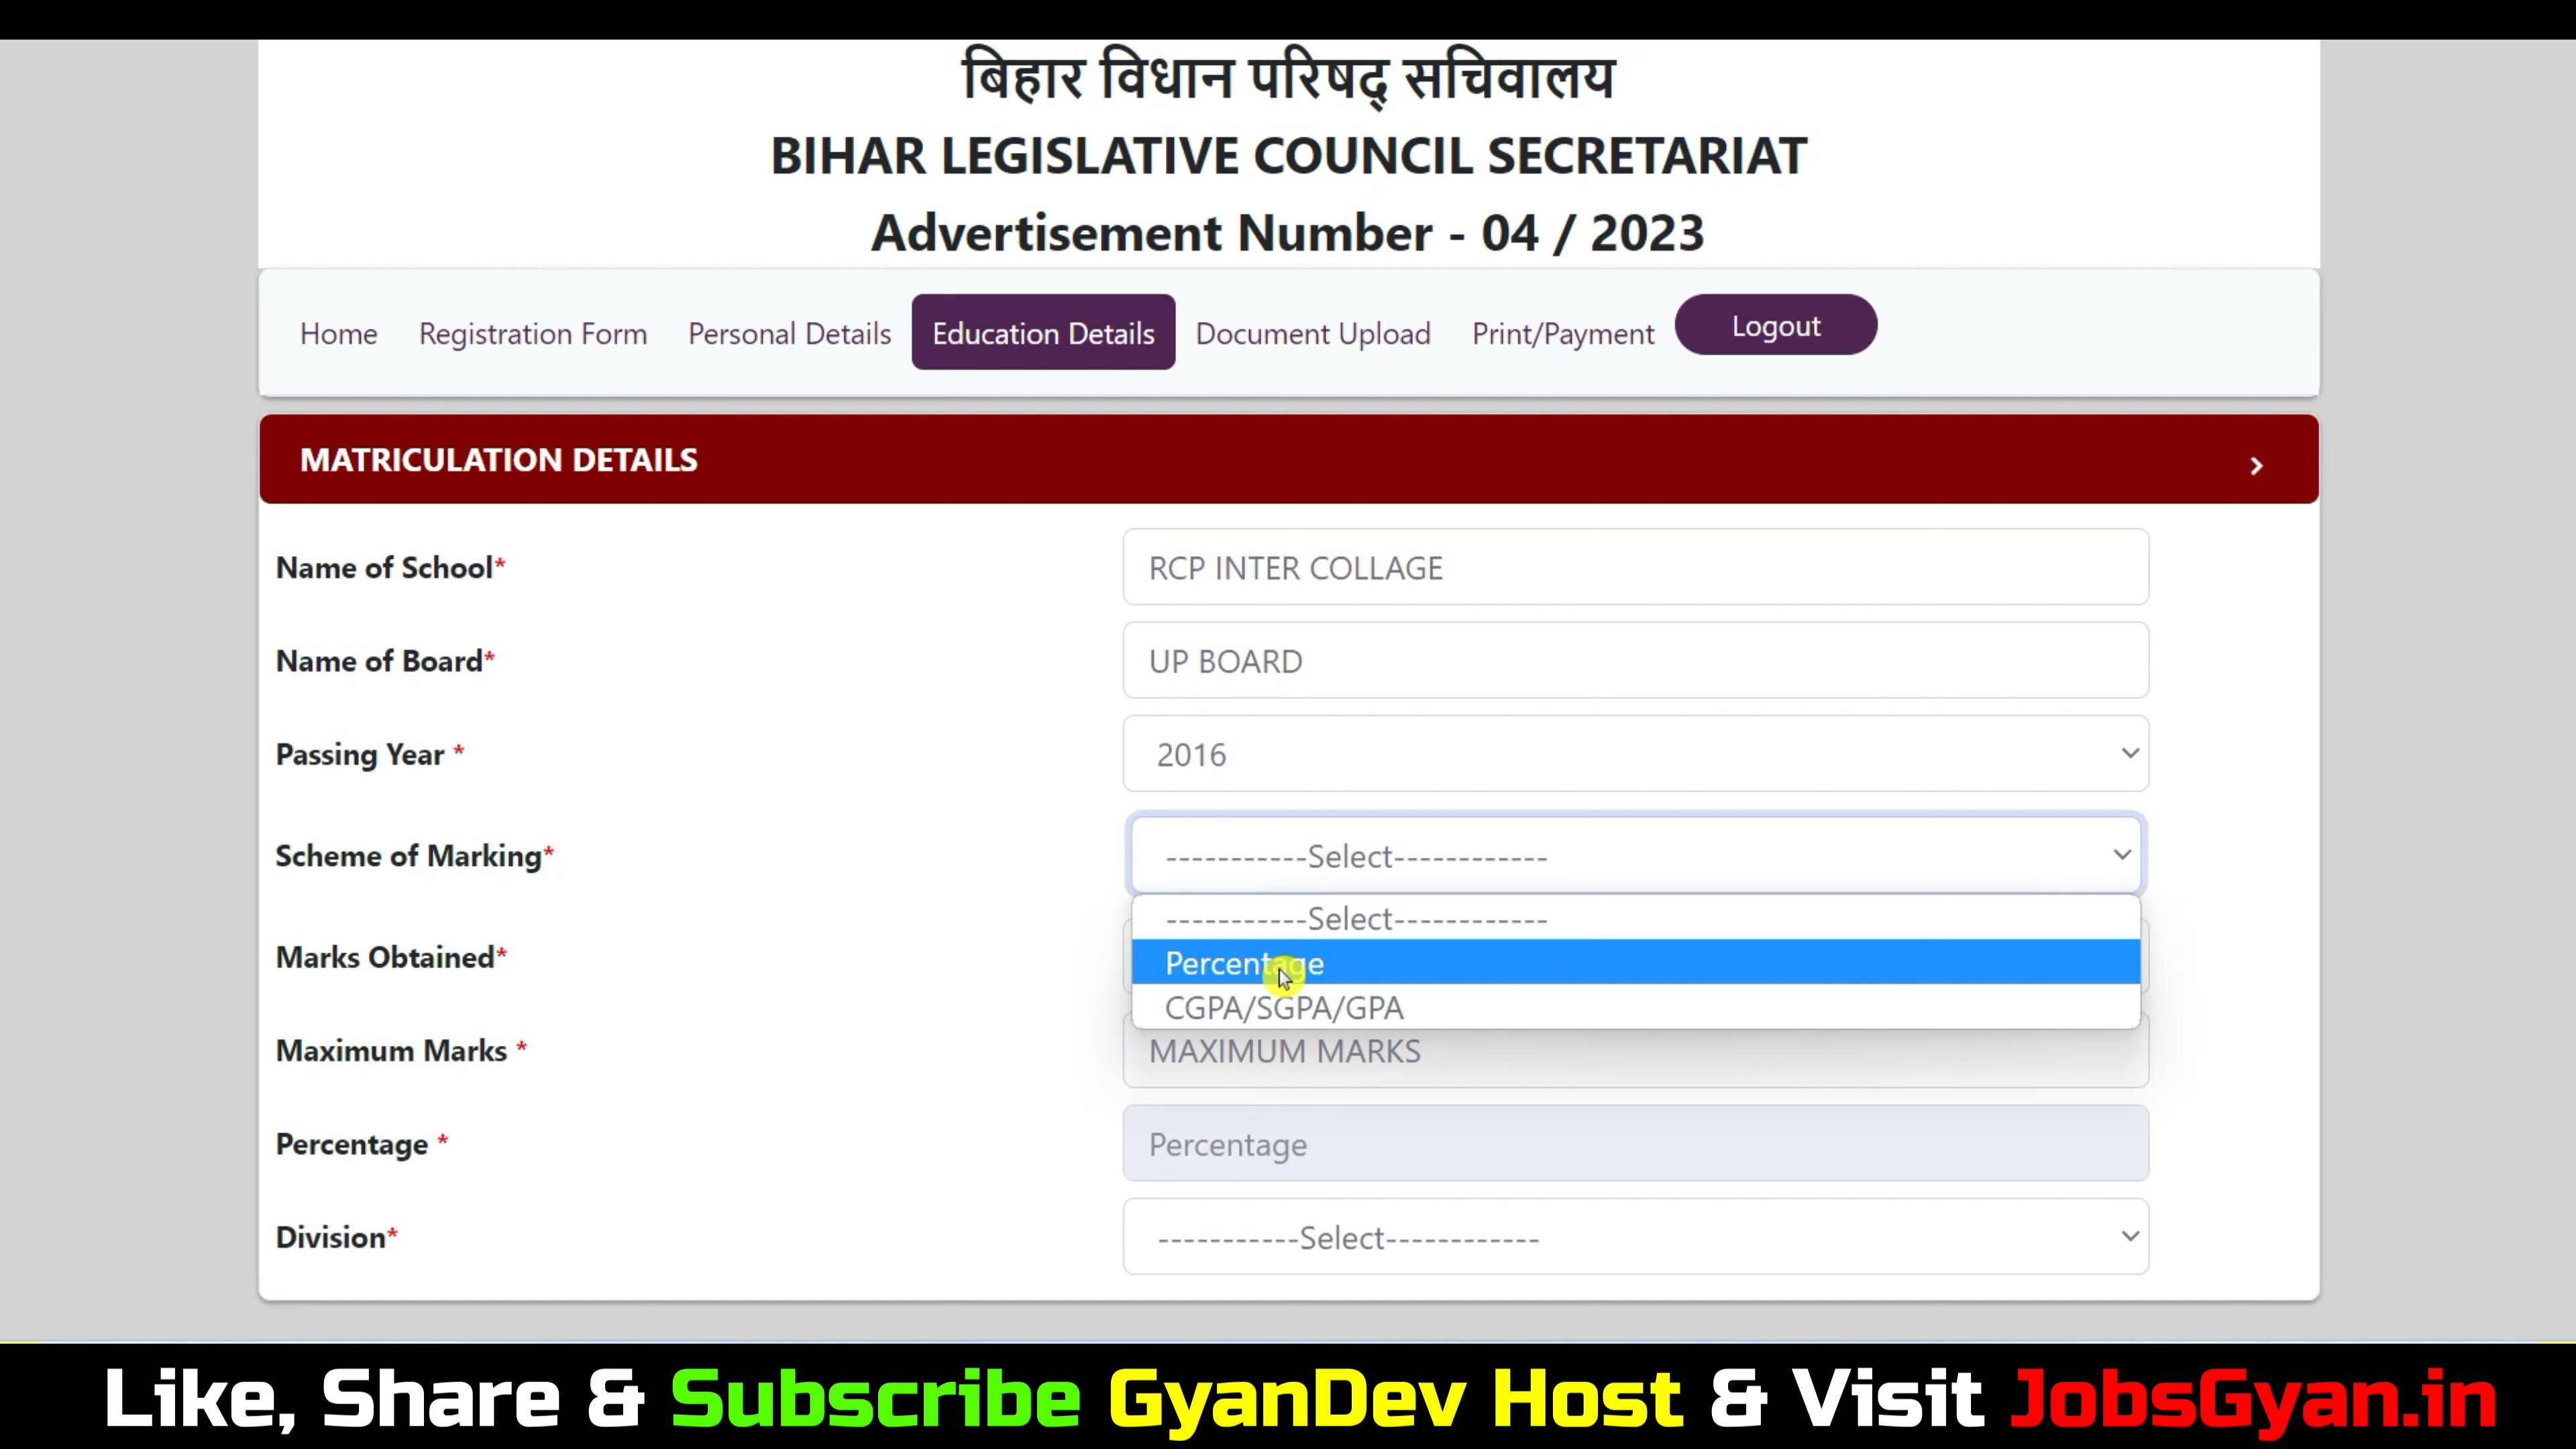 बिहार विधान परिषद् सचिवालय
BIHAR LEGISLATIVE COUNCIL SECRETARIAT
Advertisement Number - 04 / 2023
Home Registration Form Personal Details Education Details Document Upload Print/Payment Logout
MATRICULATION DETAILS
Name of School* RCP INTER COLLAGE
Name of Board* UP BOARD
Passing Year * 2016
Scheme of Marking* -----------Select------------
-----------Select------------
Marks Obtained* Percentage
CGPA/SGPA/GPA
Maximum Marks * MAXIMUM MARKS
Percentage * Percentage
Division* -----------Select------------
Like, Share & Subscribe GyanDev Host & Visit JobsGyan.in